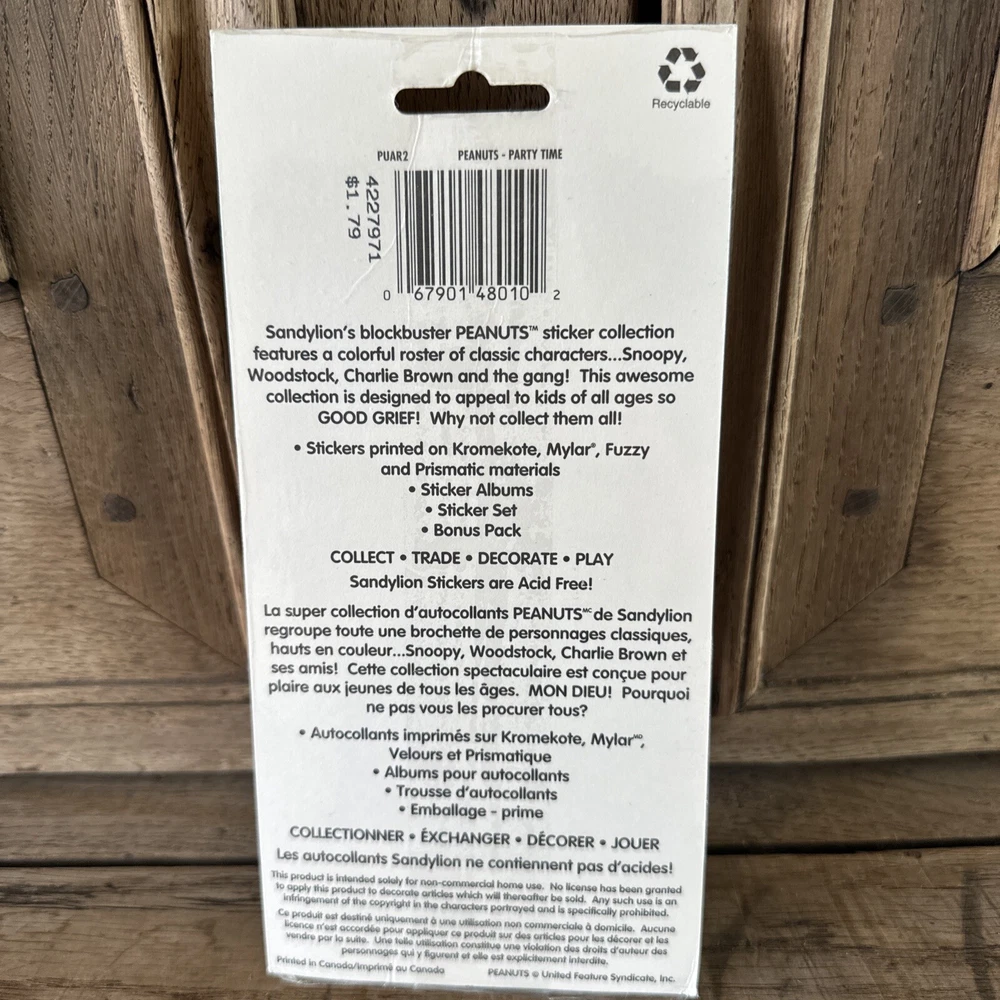 Recyclable
PUAR2 PEANUTS - PARTY TIME
4227971
$1.79
0 67901 48010 2
Sandylion's blockbuster PEANUTS™ sticker collection
features a colorful roster of classic characters...Snoopy,
Woodstock, Charlie Brown and the gang! This awesome
collection is designed to appeal to kids of all ages so
GOOD GRIEF! Why not collect them all!
• Stickers printed on Kromekote, Mylar®, Fuzzy
and Prismatic materials
• Sticker Albums
• Sticker Set
• Bonus Pack
COLLECT • TRADE • DECORATE • PLAY
Sandylion Stickers are Acid Free!
La super collection d'autocollants PEANUTS MC de Sandylion
regroupe toute une brochette de personnages classiques,
hauts en couleur...Snoopy, Woodstock, Charlie Brown et
ses amis! Cette collection spectaculaire est conçue pour
plaire aux jeunes de tous les âges. MON DIEU! Pourquoi
ne pas vous les procurer tous?
• Autocollants imprimés sur Kromekote, Mylar MD,
Velours et Prismatique
• Albums pour autocollants
• Trousse d'autocollants
• Emballage - prime
COLLECTIONNER • ÉXCHANGER • DÉCORER • JOUER
Les autocollants Sandylion ne contiennent pas d'acides!
This product is intended solely for non-commercial home use. No license has been granted
to apply this product to decorate articles which will thereafter be sold. Any such use is an
infringement of the copyright in the characters portrayed and is specifically prohibited.
Ce produit est destiné uniquement à une utilisation non commerciale à domicile. Aucune
licence n'est accordée pour appliquer ce produit sur des articles pour les décorer et les
vendre par la suite. Une telle utilisation constitue une violation des droits d'auteur des
personnages qui y figurent et elle est explicitement interdite.
Printed in Canada/Imprimé au Canada PEANUTS © United Feature Syndicate, Inc.